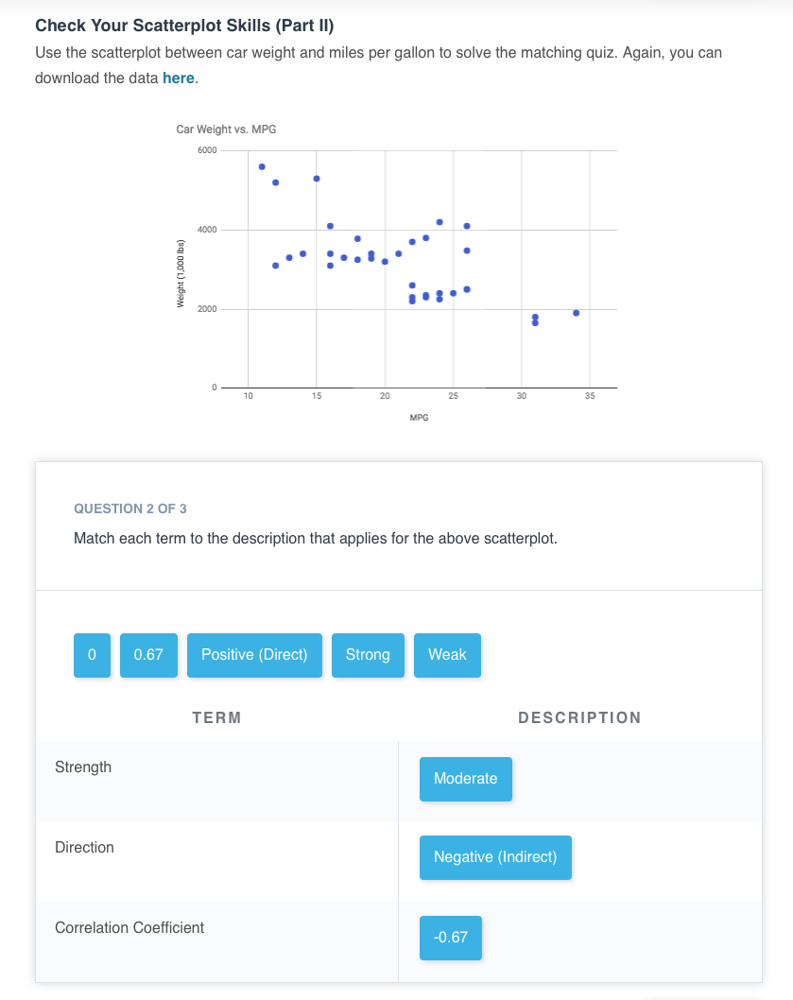 Check Your Scatterplot Skills (Part II)
Use the scatterplot between car weight and miles per gallon to solve the matching quiz. Again, you can
download the data here.
Car Weight vs. MPG
6000
4000
2000
0
Weight (1,000 lbs)
10 15 20 25 30 35
MPG
QUESTION 2 OF 3
Match each term to the description that applies for the above scatterplot.
0 0.67 Positive (Direct) Strong Weak
TERM DESCRIPTION
Strength Moderate
Direction Negative (Indirect)
Correlation Coefficient -0.67